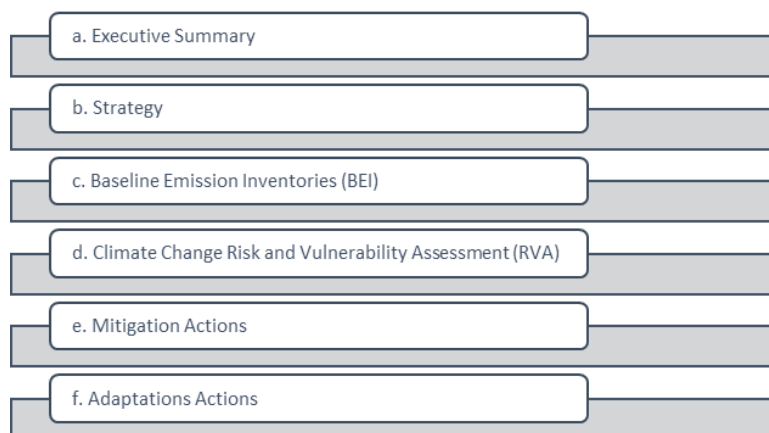 a. Executive Summary
b. Strategy
c. Baseline Emission Inventories (BEI)
d. Climate Change Risk and Vulnerability Assessment (RVA)
e. Mitigation Actions
f. Adaptations Actions